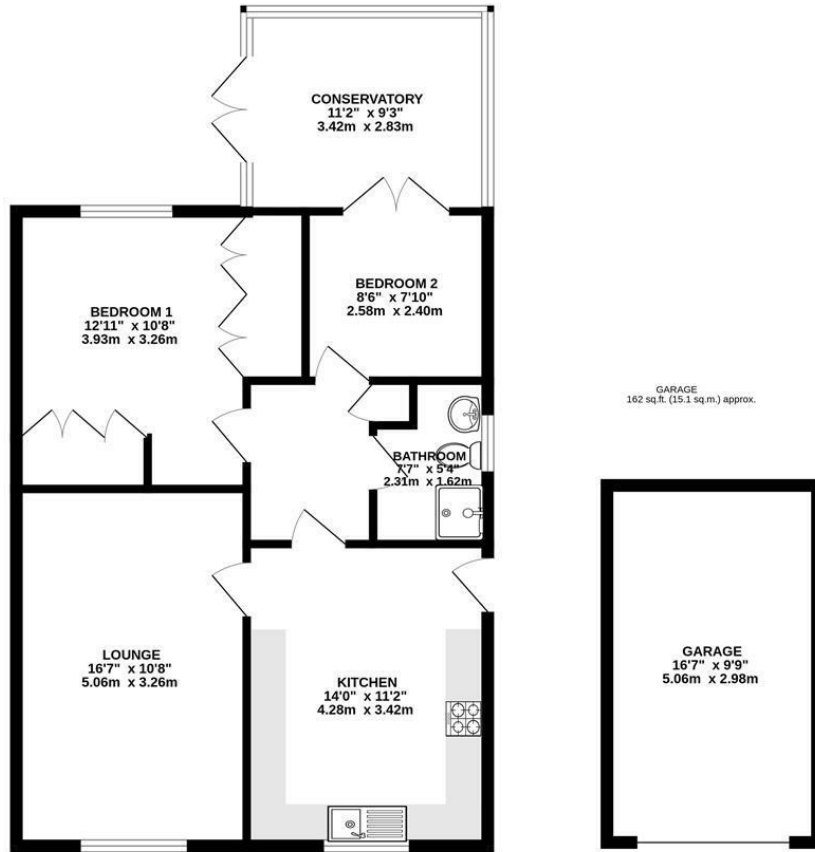 CONSERVATORY
11'2" x 9'3"
3.42m x 2.83m
BEDROOM 1
12'11" x 10'8"
3.93m x 3.26m
BEDROOM 2
8'6" x 7'10"
2.58m x 2.40m
BATHROOM
7'7" x 5'4"
2.31m x 1.62m
LOUNGE
16'7" x 10'8"
5.06m x 3.26m
KITCHEN
14'0" x 11'2"
4.28m x 3.42m
GARAGE
162 sq.ft. (15.1 sq.m.) approx.
GARAGE
16'7" x 9'9"
5.06m x 2.98m